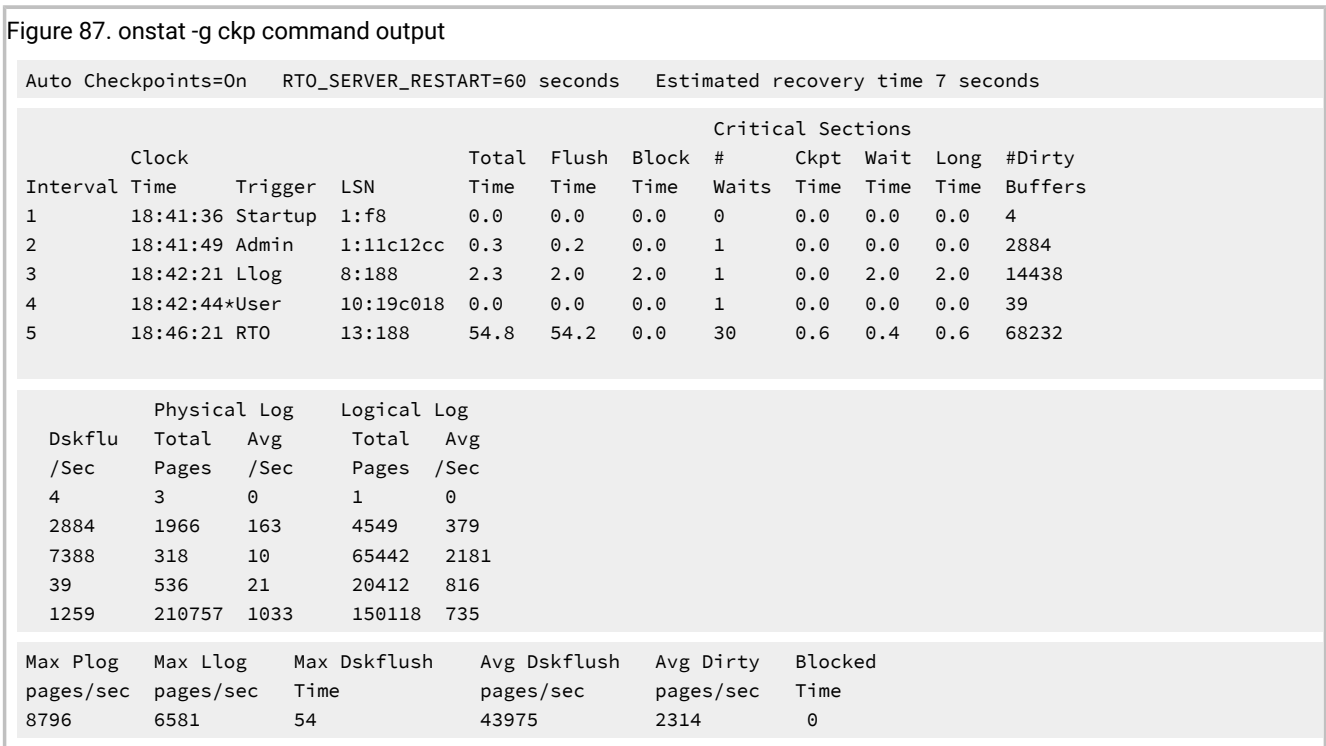 Figure 87. onstat -g ckp command output
Auto Checkpoints=On   RTO_SERVER_RESTART=60 seconds   Estimated recovery time 7 seconds
                                                           Critical Sections
         Clock                        Total  Flush  Block  #      Ckpt  Wait  Long  #Dirty
Interval Time     Trigger  LSN        Time   Time   Time   Waits  Time  Time  Time  Buffers
1        18:41:36 Startup  1:f8       0.0    0.0    0.0    0      0.0   0.0   0.0   4
2        18:41:49 Admin    1:11c12cc  0.3    0.2    0.0    1      0.0   0.0   0.0   2884
3        18:42:21 Llog     8:188      2.3    2.0    2.0    1      0.0   2.0   2.0   14438
4        18:42:44*User     10:19c018  0.0    0.0    0.0    1      0.0   0.0   0.0   39
5        18:46:21 RTO      13:188     54.8   54.2   0.0    30     0.6   0.4   0.6   68232
           Physical Log    Logical Log
  Dskflu   Total   Avg      Total   Avg
  /Sec     Pages   /Sec     Pages  /Sec
  4        3       0        1       0
  2884     1966    163      4549    379
  7388     318     10       65442   2181
  39       536     21       20412   816
  1259     210757  1033     150118  735
Max Plog   Max Llog    Max Dskflush    Avg Dskflush   Avg Dirty   Blocked
pages/sec  pages/sec   Time            pages/sec      pages/sec   Time
8796       6581        54              43975          2314         0